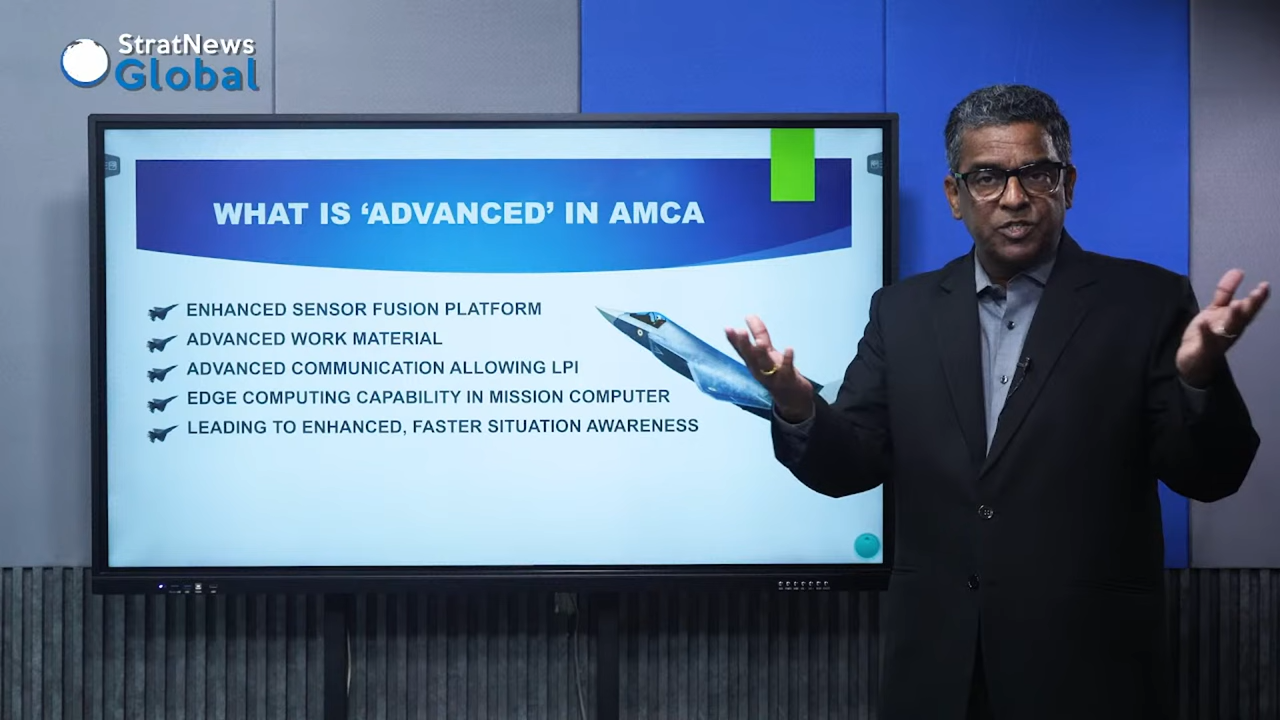 StratNews
Global
WHAT IS ‘ADVANCED’ IN AMCA
ENHANCED SENSOR FUSION PLATFORM
ADVANCED WORK MATERIAL
ADVANCED COMMUNICATION ALLOWING LPI
EDGE COMPUTING CAPABILITY IN MISSION COMPUTER
LEADING TO ENHANCED, FASTER SITUATION AWARENESS